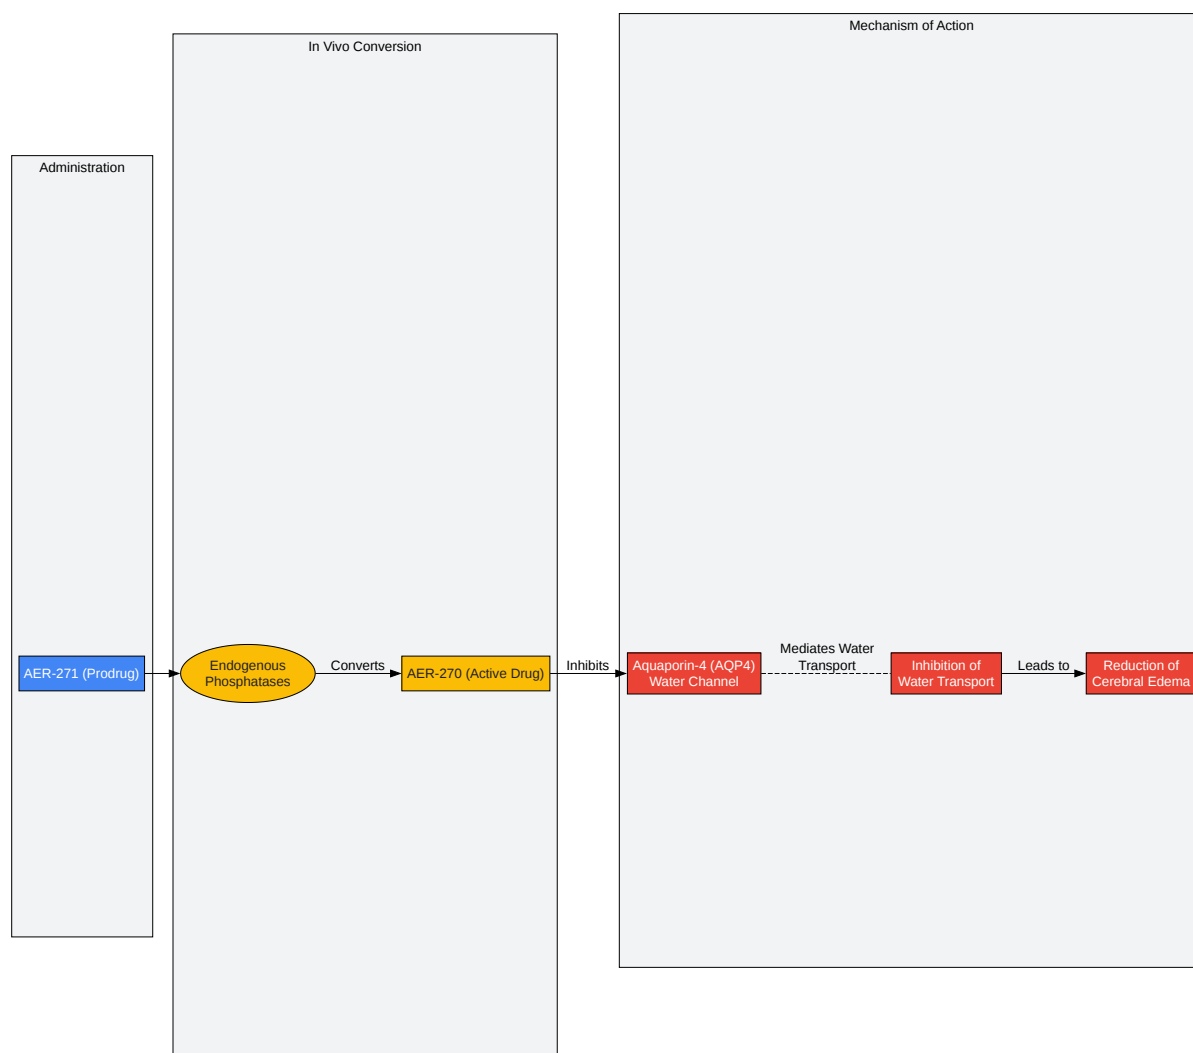 Administration
AER-271 (Prodrug)
In Vivo Conversion
Endogenous
Phosphatases
Converts
AER-270 (Active Drug)
Inhibits
Mechanism of Action
Aquaporin-4 (AQP4)
Water Channel
Mediates Water
Transport
Inhibition of
Water Transport
Leads to
Reduction of
Cerebral Edema